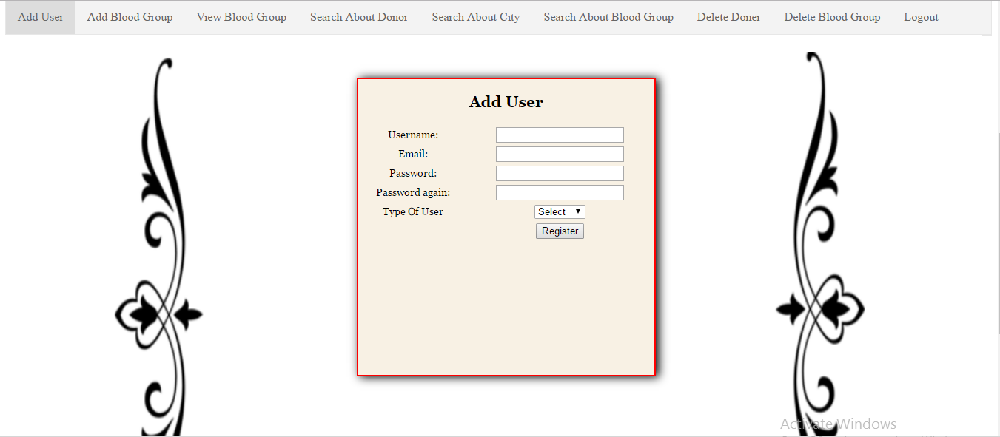 Add User Add Blood Group View Blood Group Search About Donor Search About City Search About Blood Group Delete Doner Delete Blood Group Logout
Add User
Username:
Email:
Password:
Password again:
Type Of User Select
Register
Activate Windows